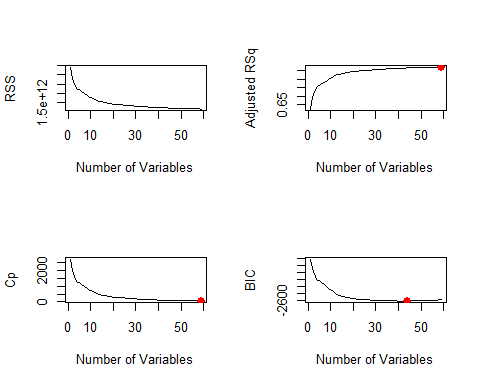 RSS
1.5e+12
0 10 30 50
Number of Variables
Adjusted RSq
0.65
0 10 30 50
Number of Variables
Cp
0 2000
0 10 30 50
Number of Variables
BIC
-2600
0 10 30 50
Number of Variables